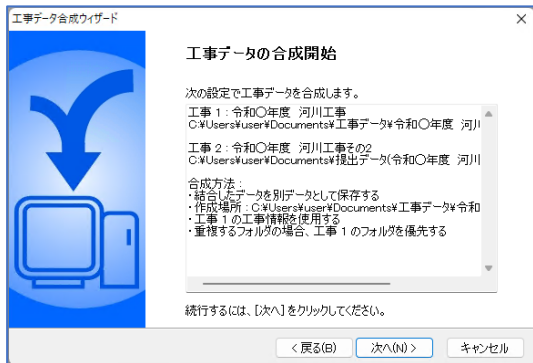 工事データ合成ウィザード
工事データの合成開始
次の設定で工事データを合成します。
工事 1 : 令和〇年度 河川工事
C:¥Users¥user¥Documents¥工事データ¥令和〇年度 河川
工事 2 : 令和〇年度 河川工事その2
C:¥Users¥user¥Documents¥提出データ(令和〇年度 河川
合成方法 :
・結合したデータを別データとして保存する
・作成場所 : C:¥Users¥user¥Documents¥工事データ¥令和
・工事 1 の工事情報を使用する
・重複するフォルダの場合、工事 1 のフォルダを優先する
続行するには、[次へ]をクリックしてください。
< 戻る(B) 次へ(N) > キャンセル